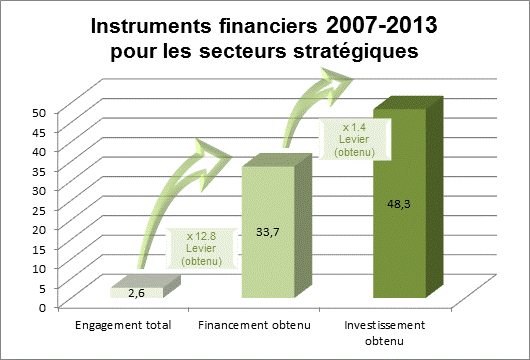 Instruments financiers 2007-2013
pour les secteurs stratégiques
50
45
40
35
30
25
20
15
10
5
0
x 1.4
Levier
(obtenu)
x 12.8
Levier
(obtenu)
2,6
33,7
48,3
Engagement total
Financement obtenu
Investissement
obtenu